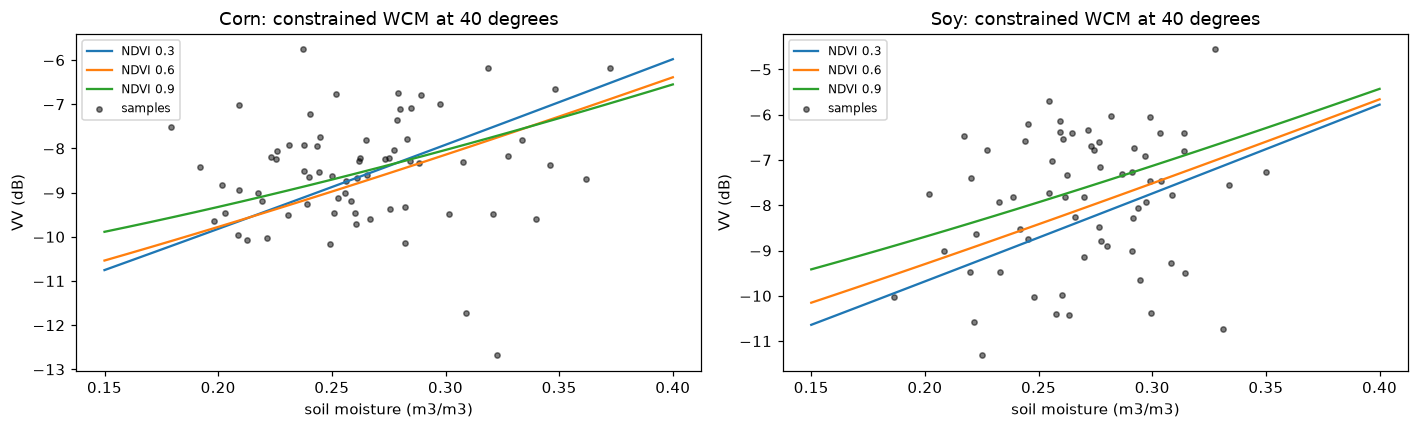 Corn: constrained WCM at 40 degrees
NDVI 0.3
NDVI 0.6
NDVI 0.9
samples
−6
−7
−8
−9
−10
−11
−12
−13
VV (dB)
0.15 0.20 0.25 0.30 0.35 0.40
soil moisture (m3/m3)
Soy: constrained WCM at 40 degrees
NDVI 0.3
NDVI 0.6
NDVI 0.9
samples
−5
−6
−7
−8
−9
−10
−11
VV (dB)
0.15 0.20 0.25 0.30 0.35 0.40
soil moisture (m3/m3)